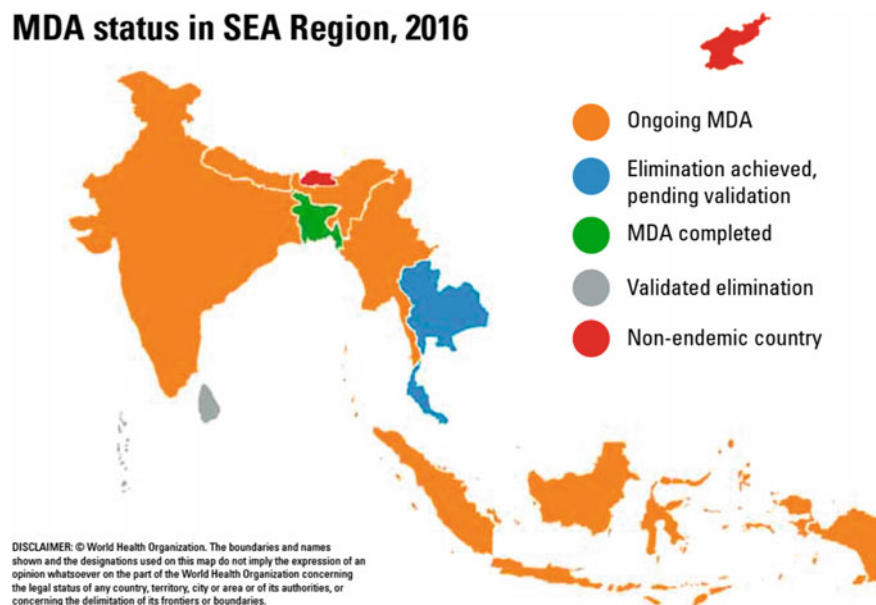 MDA status in SEA Region, 2016
Ongoing MDA
Elimination achieved,
pending validation
MDA completed
Validated elimination
Non-endemic country
DISCLAIMER: © World Health Organization. The boundaries and names
shown and the designations used on this map do not imply the expression of an
opinion whatsoever on the part of the World Health Organization concerning
the legal status of any country, territory, city or area or of its authorities, or
concerning the delimitation of its frontiers or boundaries.